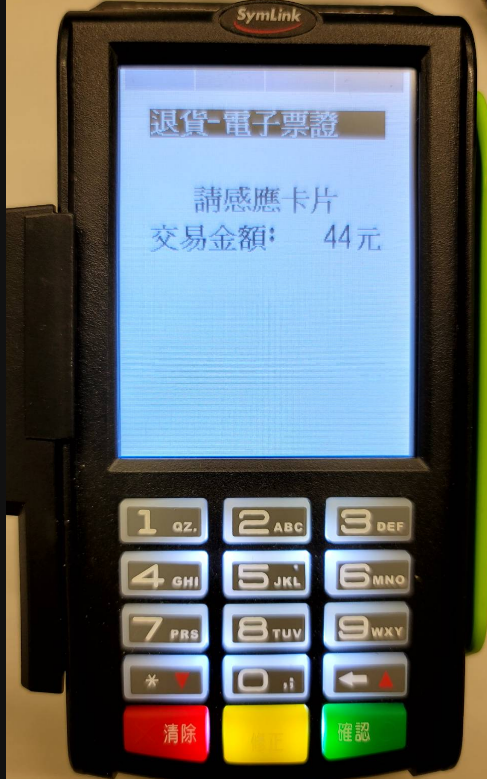 SymLink
退貨-電子票證
請感應卡片
交易金額: 44元
1 QZ. 2 ABC 3 DEF
4 GHI 5 JKL 6 MNO
7 PRS 8 TUV 9 WXY
* ▼ 0 .,: ← ▲
清除 確認